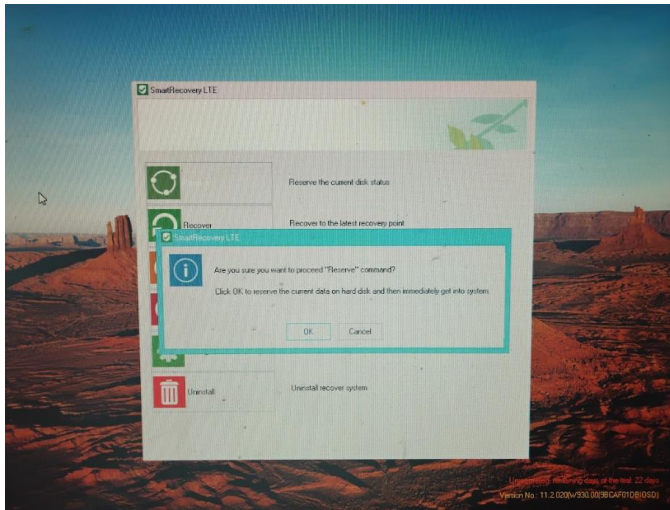 SmartRecovery LTE
Reserve the current disk status
Recover
Recover to the latest recovery point
SmartRecovery LTE
Are you sure you want to proceed "Reserve" command?
Click OK to reserve the current data on hard disk and then immediately get into system.
OK
Cancel
Uninstall
Uninstall recover system
remaining days of the trial: 22 days
Version No.: 11.2.020(W930.00)(3BCAF01DBIOSD)